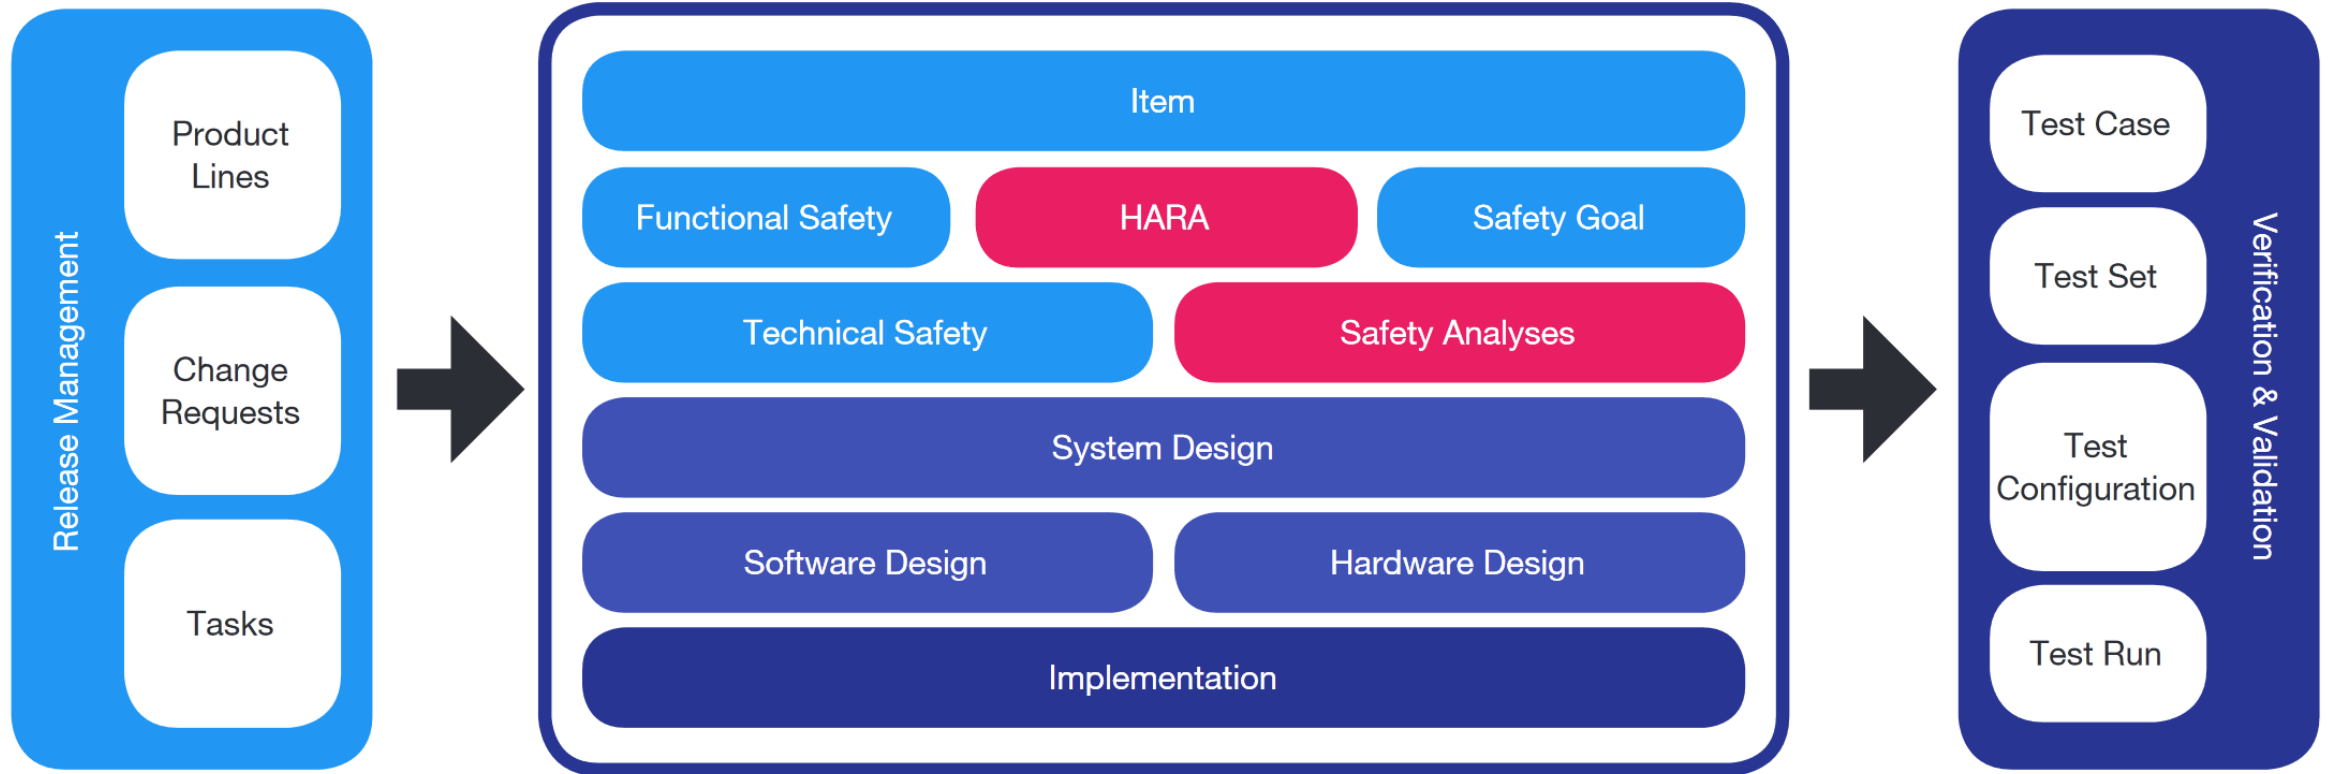 Release Management
Product
Lines
Change
Requests
Tasks
Item
Functional Safety
HARA
Safety Goal
Technical Safety
Safety Analyses
System Design
Software Design
Hardware Design
Implementation
Test Case
Test Set
Test
Configuration
Test Run
Verification & Validation